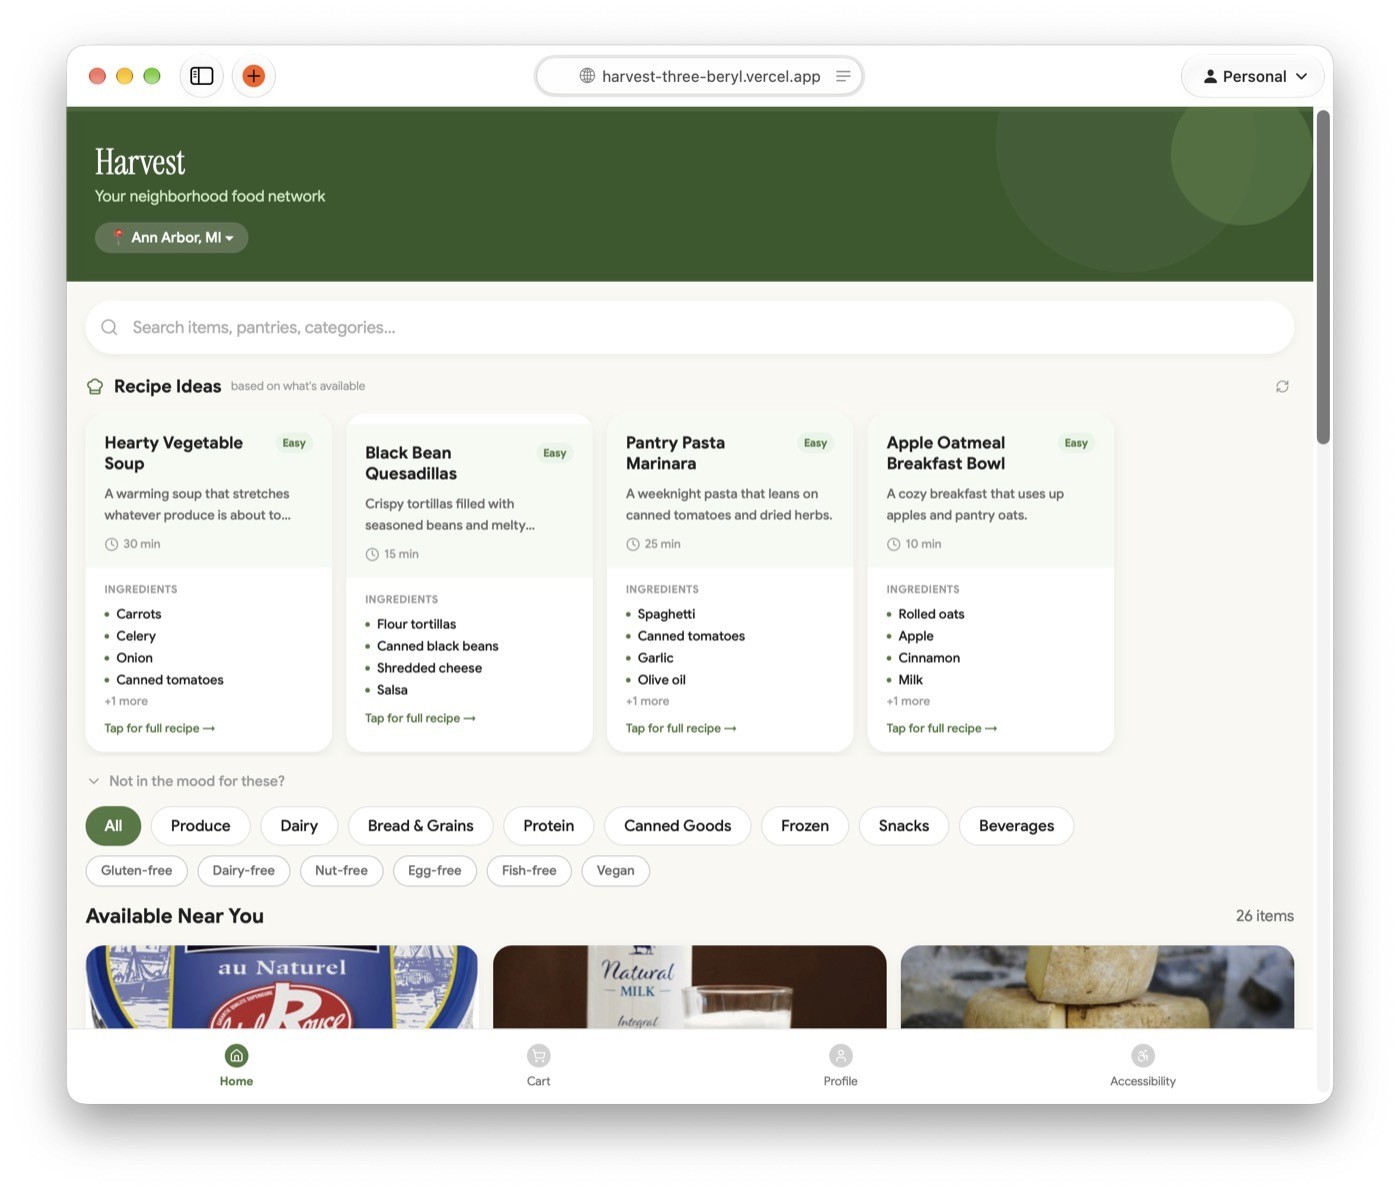 harvest-three-beryl.vercel.app
Personal
Harvest
Your neighborhood food network
Ann Arbor, MI
Search items, pantries, categories...
Recipe Ideas based on what's available
Hearty Vegetable
Soup
Easy
A warming soup that stretches
whatever produce is about to...
30 min
INGREDIENTS
• Carrots
• Celery
• Onion
• Canned tomatoes
+1 more
Tap for full recipe →
Black Bean
Quesadillas
Easy
Crispy tortillas filled with
seasoned beans and melty...
15 min
INGREDIENTS
• Flour tortillas
• Canned black beans
• Shredded cheese
• Salsa
Tap for full recipe →
Pantry Pasta
Marinara
Easy
A weeknight pasta that leans on
canned tomatoes and dried herbs.
25 min
INGREDIENTS
• Spaghetti
• Canned tomatoes
• Garlic
• Olive oil
+1 more
Tap for full recipe →
Apple Oatmeal
Breakfast Bowl
Easy
A cozy breakfast that uses up
apples and pantry oats.
10 min
INGREDIENTS
• Rolled oats
• Apple
• Cinnamon
• Milk
+1 more
Tap for full recipe →
Not in the mood for these?
All Produce Dairy Bread & Grains Protein Canned Goods Frozen Snacks Beverages
Gluten-free Dairy-free Nut-free Egg-free Fish-free Vegan
Available Near You 26 items
au Naturel
Rouge
Natural
MILK
Integral
Home Cart Profile Accessibility